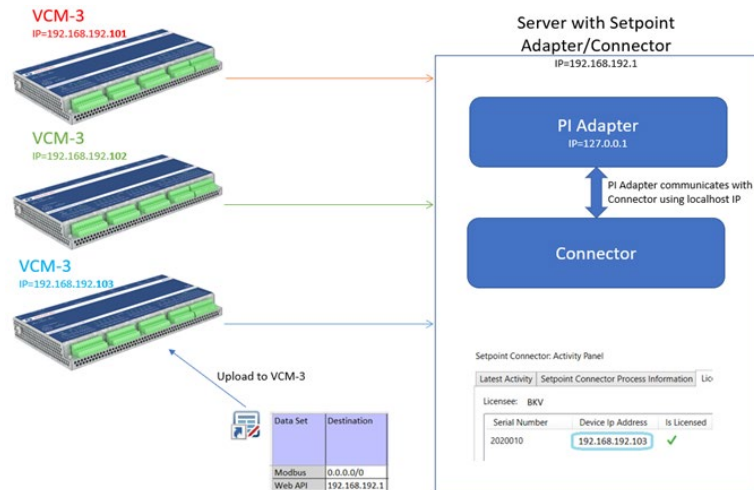 VCM-3
IP=192.168.192.101
VCM-3
IP=192.168.192.102
VCM-3
IP=192.168.192.103
Upload to VCM-3
Data Set Destination
Modbus 0.0.0.0/0
Web API 192.168.192.1
Server with Setpoint
Adapter/Connector
IP=192.168.192.1
PI Adapter
IP=127.0.0.1
PI Adapter communicates with
Connector using localhost IP
Connector
Setpoint Connector: Activity Panel
Latest Activity Setpoint Connector Process Information
Licensee: BKV
Serial Number Device Ip Address Is Licensed
2020010 192.168.192.103 ✓